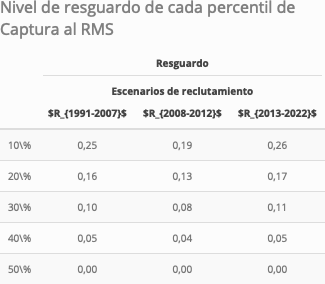 Nivel de resguardo de cada percentil de
Captura al RMS
Resguardo
Escenarios de reclutamiento
$R_{1991-2007}$ $R_{2008-2012}$ $R_{2013-2022}$
10\% 0,25 0,19 0,26
20\% 0,16 0,13 0,17
30\% 0,10 0,08 0,11
40\% 0,05 0,04 0,05
50\% 0,00 0,00 0,00